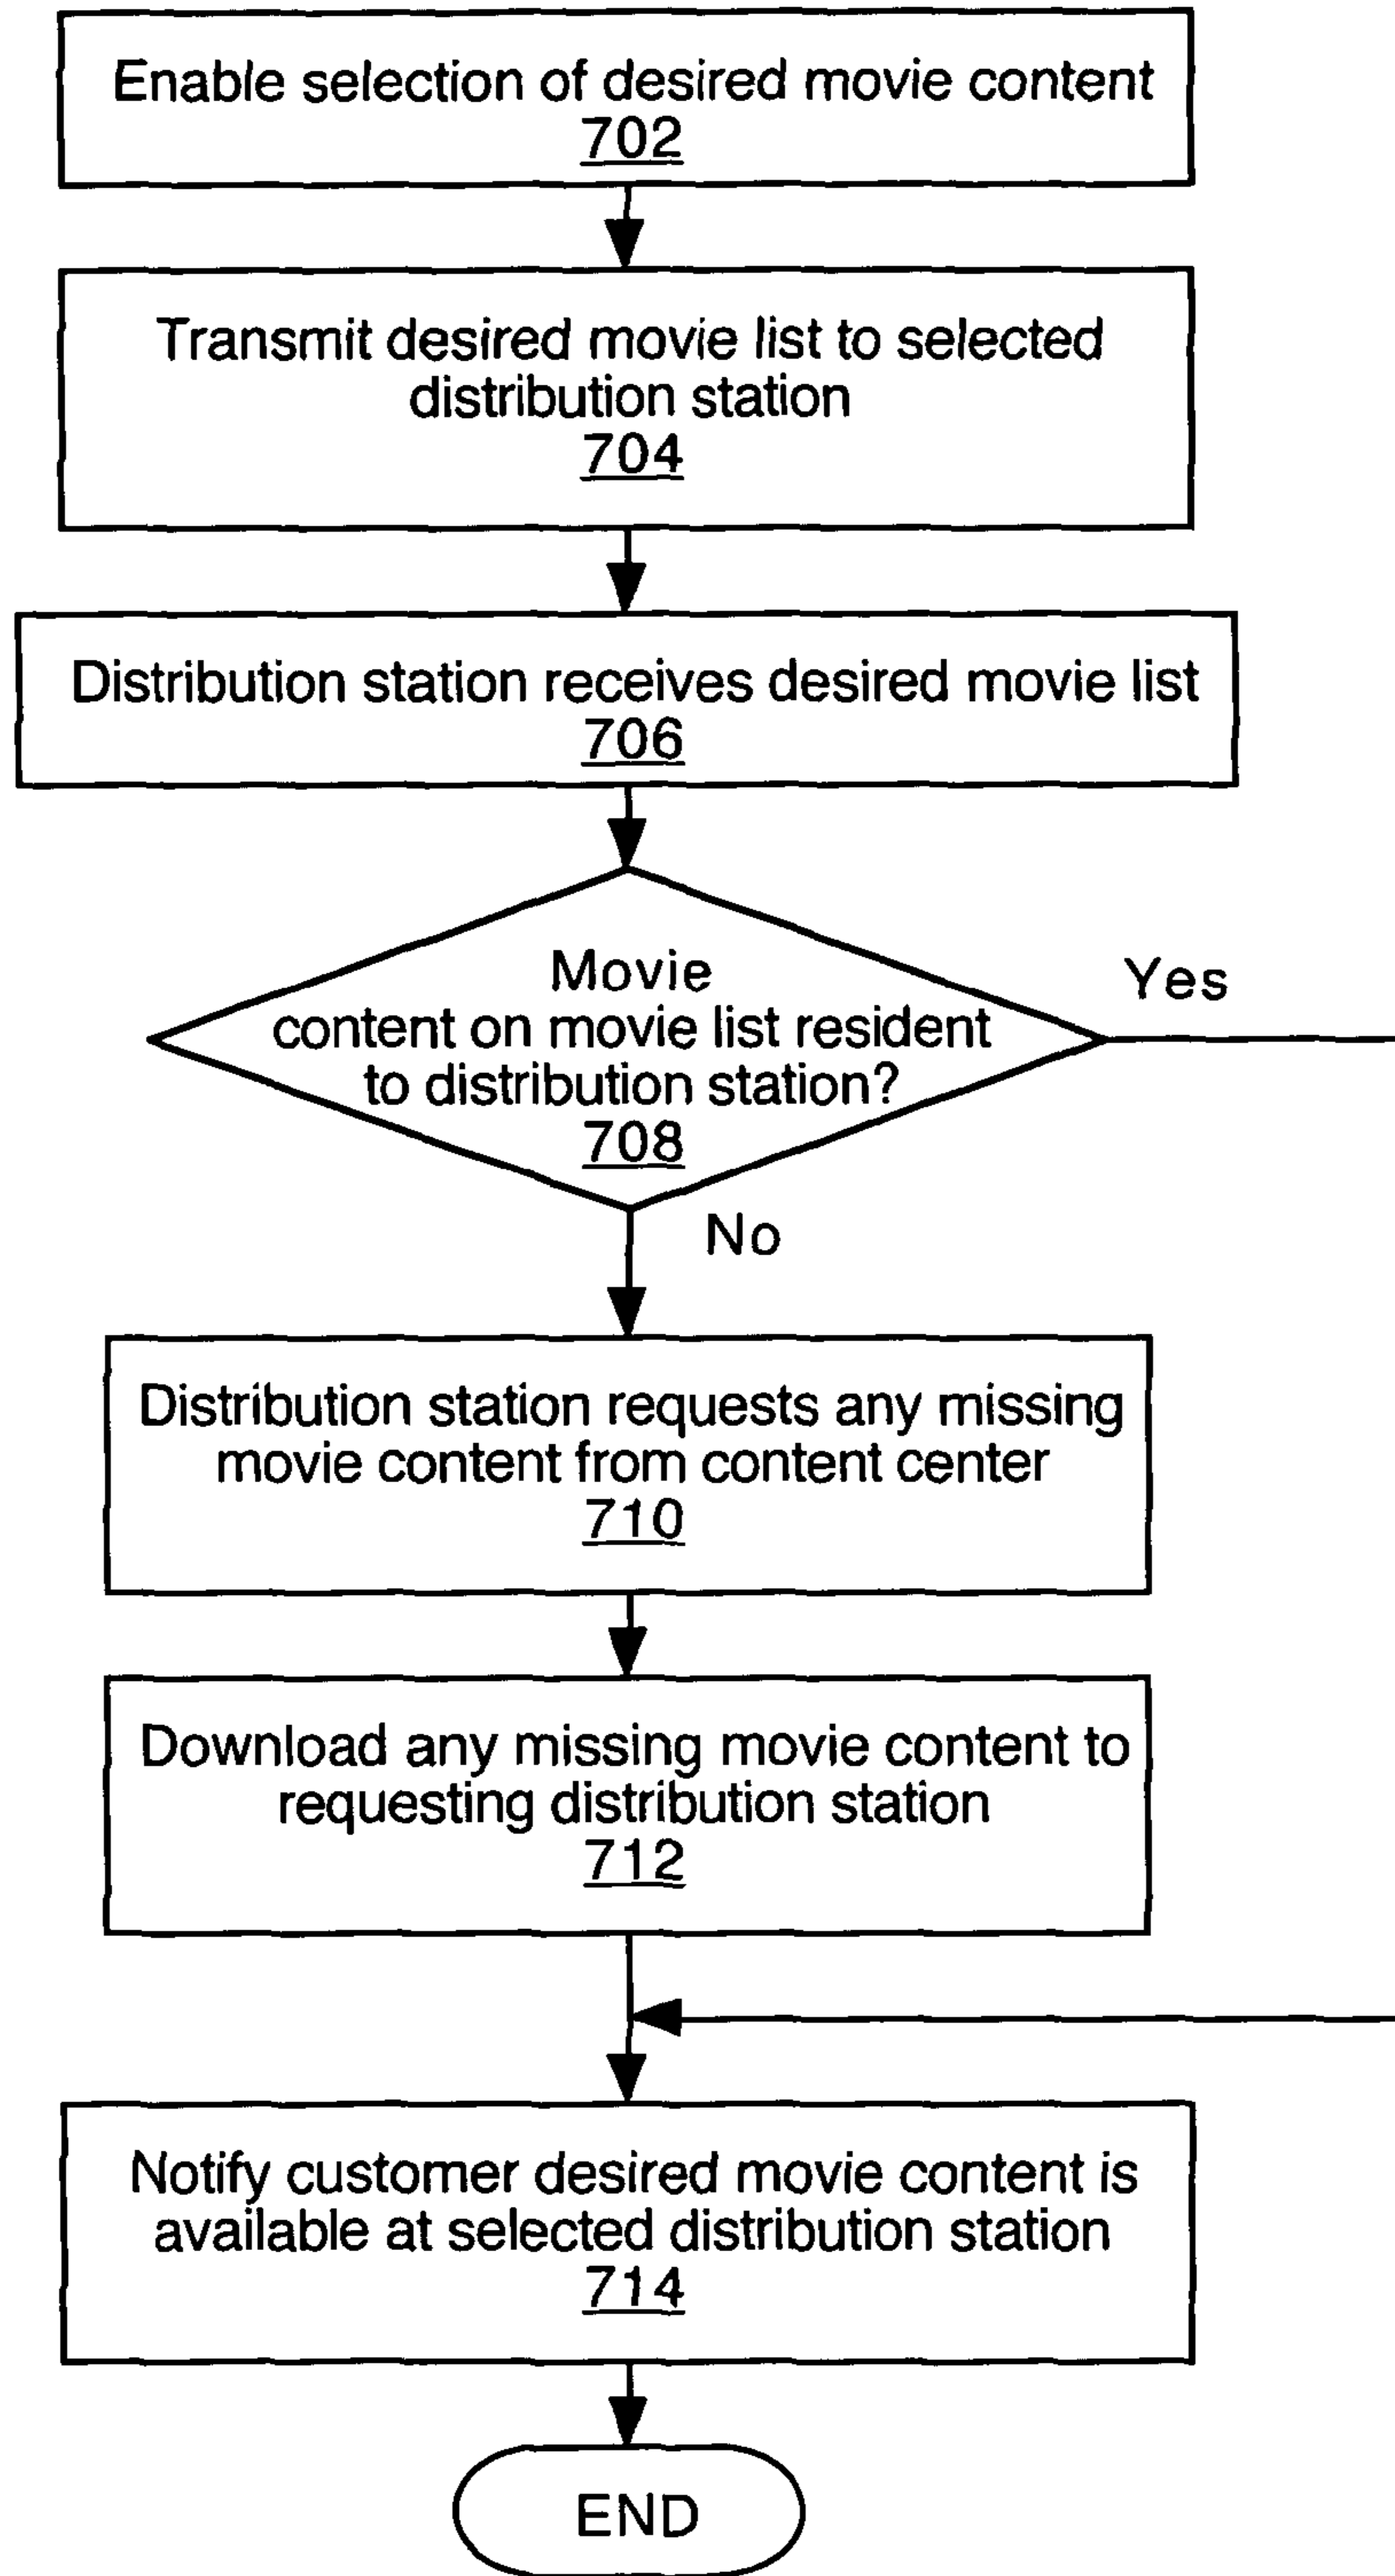 Enable selection of desired movie content
702
Transmit desired movie list to selected
distribution station
704
Distribution station receives desired movie list
706
Movie
content on movie list resident
to distribution station?
708
Yes
No
Distribution station requests any missing
movie content from content center
710
Download any missing movie content to
requesting distribution station
712
Notify customer desired movie content is
available at selected distribution station
714
END